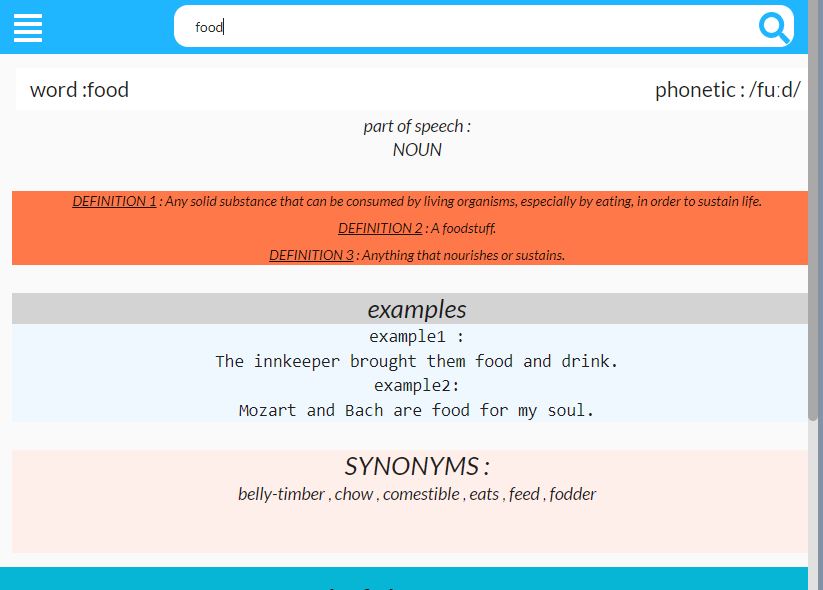 food
word :food phonetic : /fuːd/
part of speech :
NOUN
DEFINITION 1 : Any solid substance that can be consumed by living organisms, especially by eating, in order to sustain life.
DEFINITION 2 : A foodstuff.
DEFINITION 3 : Anything that nourishes or sustains.
examples
example1 :
The innkeeper brought them food and drink.
example2:
Mozart and Bach are food for my soul.
SYNONYMS :
belly-timber , chow , comestible , eats , feed , fodder